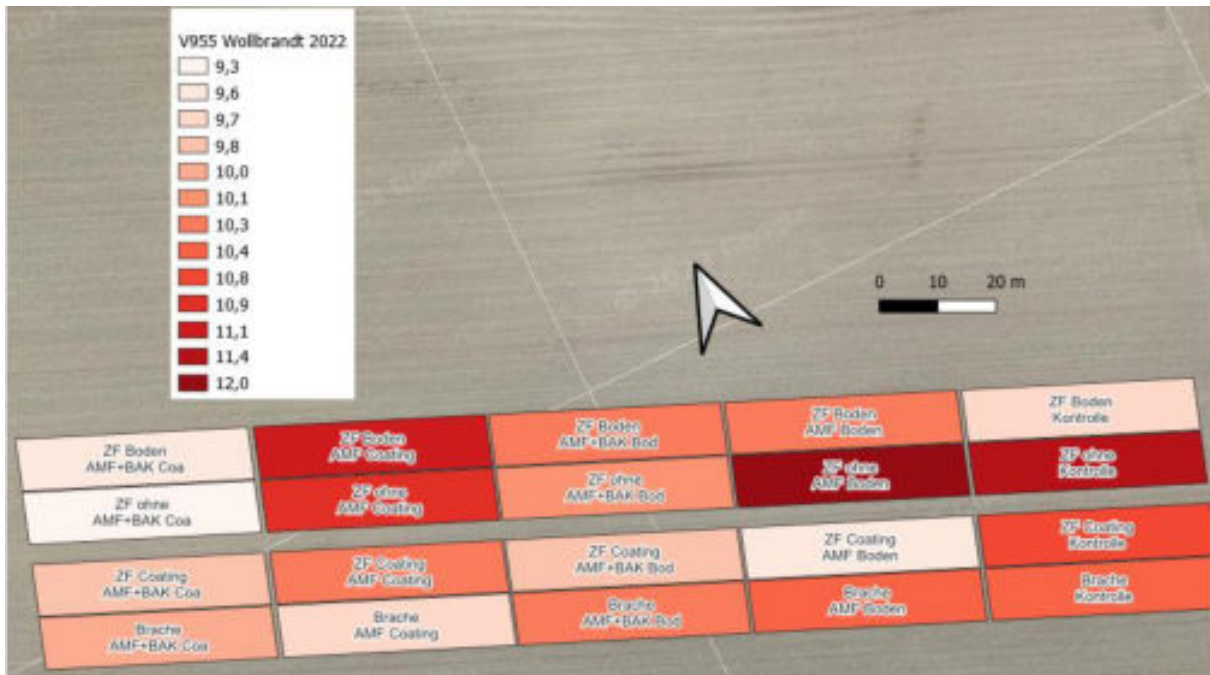 V955 Wollbrandt 2022
9,3
9,6
9,7
9,8
10,0
10,1
10,3
10,4
10,8
10,9
11,1
11,4
12,0
0 10 20 m
ZF Boden
AMF+BAK Coa
ZF Boden
AMF Coating
ZF Boden
AMF+BAK Bod
ZF Boden
AMF Boden
ZF Boden
Kontrolle
ZF ohne
AMF+BAK Coa
ZF ohne
AMF Coating
ZF ohne
AMF+BAK Bod
ZF ohne
AMF Boden
ZF ohne
Kontrolle
ZF Coating
AMF+BAK Coa
ZF Coating
AMF Coating
ZF Coating
AMF+BAK Bod
ZF Coating
AMF Boden
ZF Coating
Kontrolle
Brache
AMF+BAK Coa
Brache
AMF Coating
Brache
AMF+BAK Bod
Brache
AMF Boden
Brache
Kontrolle